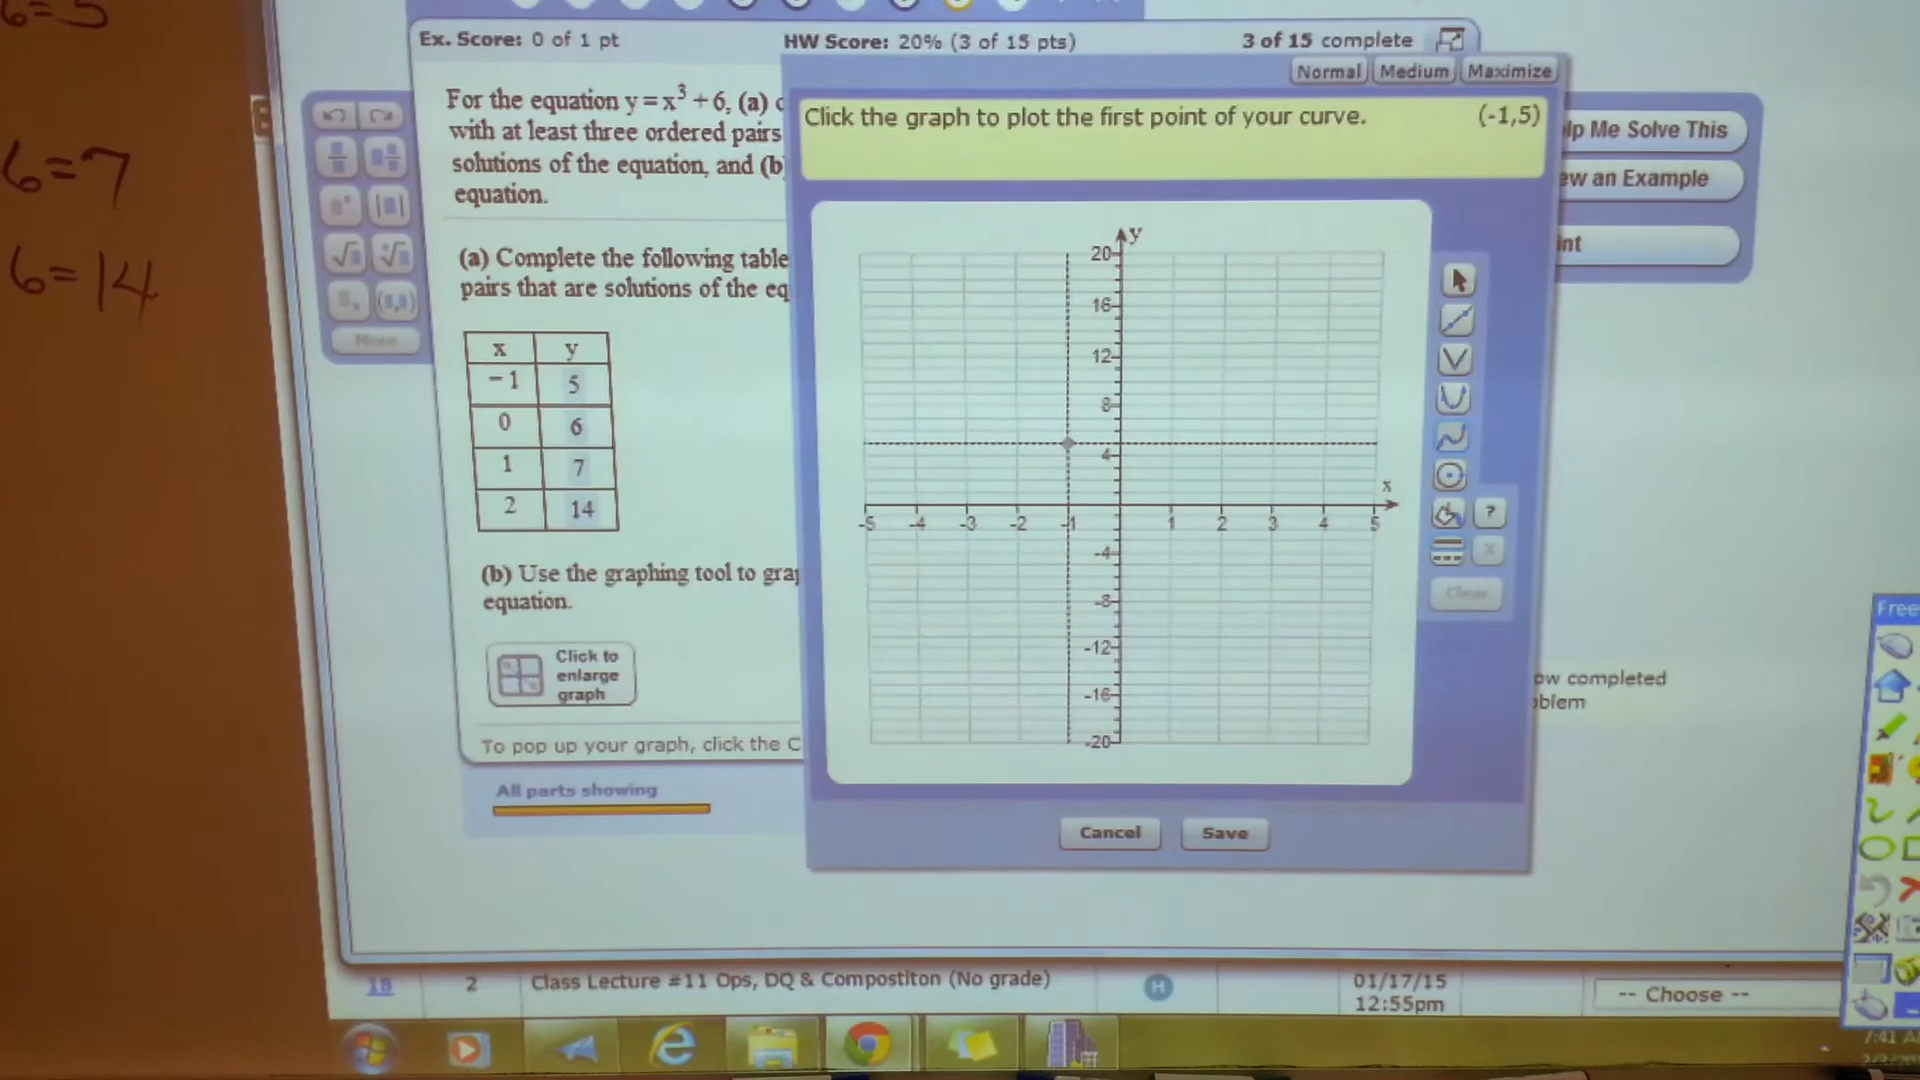 6=5
6=7
6=14
Ex. Score: 0 of 1 pt
HW Score: 20% (3 of 15 pts)
3 of 15 complete
Normal
Medium
Maximize
For the equation y=x³+6, (a) c
with at least three ordered pairs
solutions of the equation, and (b)
equation.
Click the graph to plot the first point of your curve.
(-1,5)
lp Me Solve This
ew an Example
int
(a) Complete the following table
pairs that are solutions of the eq
More
x y
-1 5
0 6
1 7
2 14
y
20
16
12
8
4
x
-5 -4 -3 -2 -1 1 2 3 4 5
-4
-8
-12
-16
-20
?
x
Clear
(b) Use the graphing tool to grap
equation.
Click to
enlarge
graph
To pop up your graph, click the C
All parts showing
Cancel
Save
ow completed
oblem
Free
18 2 Class Lecture #11 Ops, DQ & Compostiton (No grade) H 01/17/15
12:55pm
-- Choose --
7:41 A